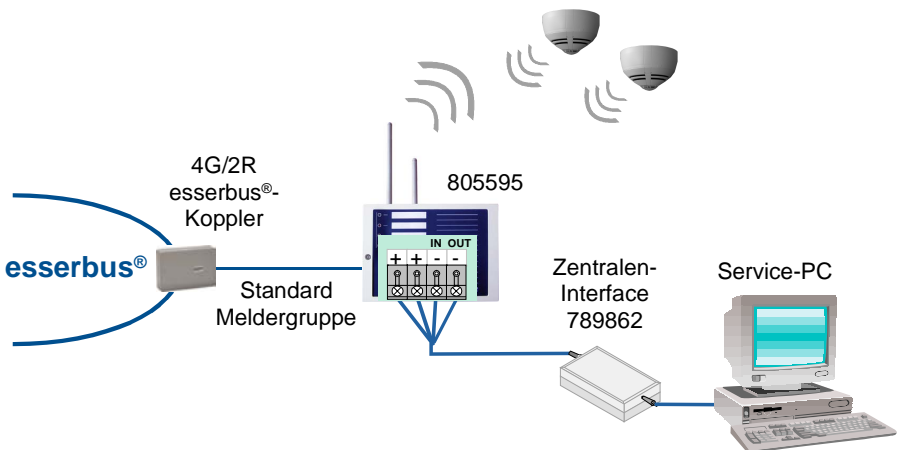 4G/2R
esserbus®-
Koppler
805595
esserbus®
IN OUT
+ + - -
Standard
Meldergruppe
Zentralen-
Interface
789862
Service-PC